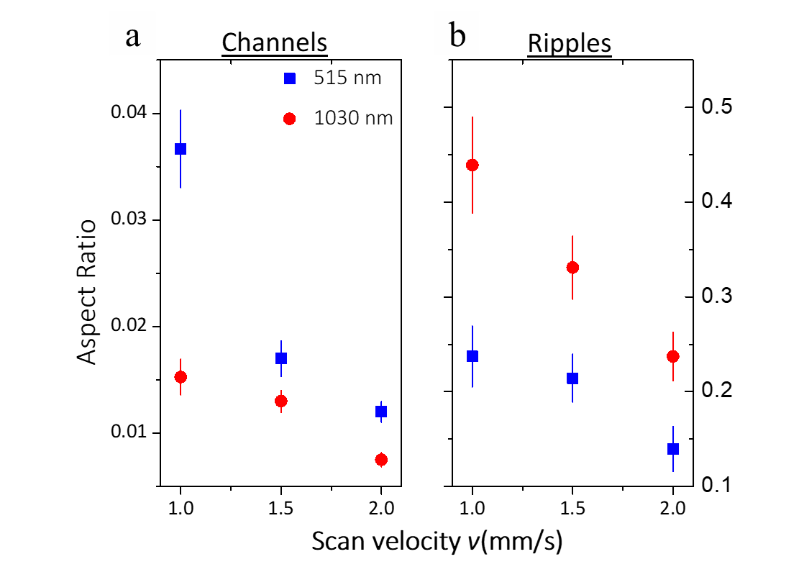 a
Channels
515 nm
1030 nm
0.04
0.03
0.02
0.01
1.0
1.5
2.0
Aspect Ratio
b
Ripples
0.5
0.4
0.3
0.2
0.1
1.0
1.5
2.0
Scan velocity v(mm/s)